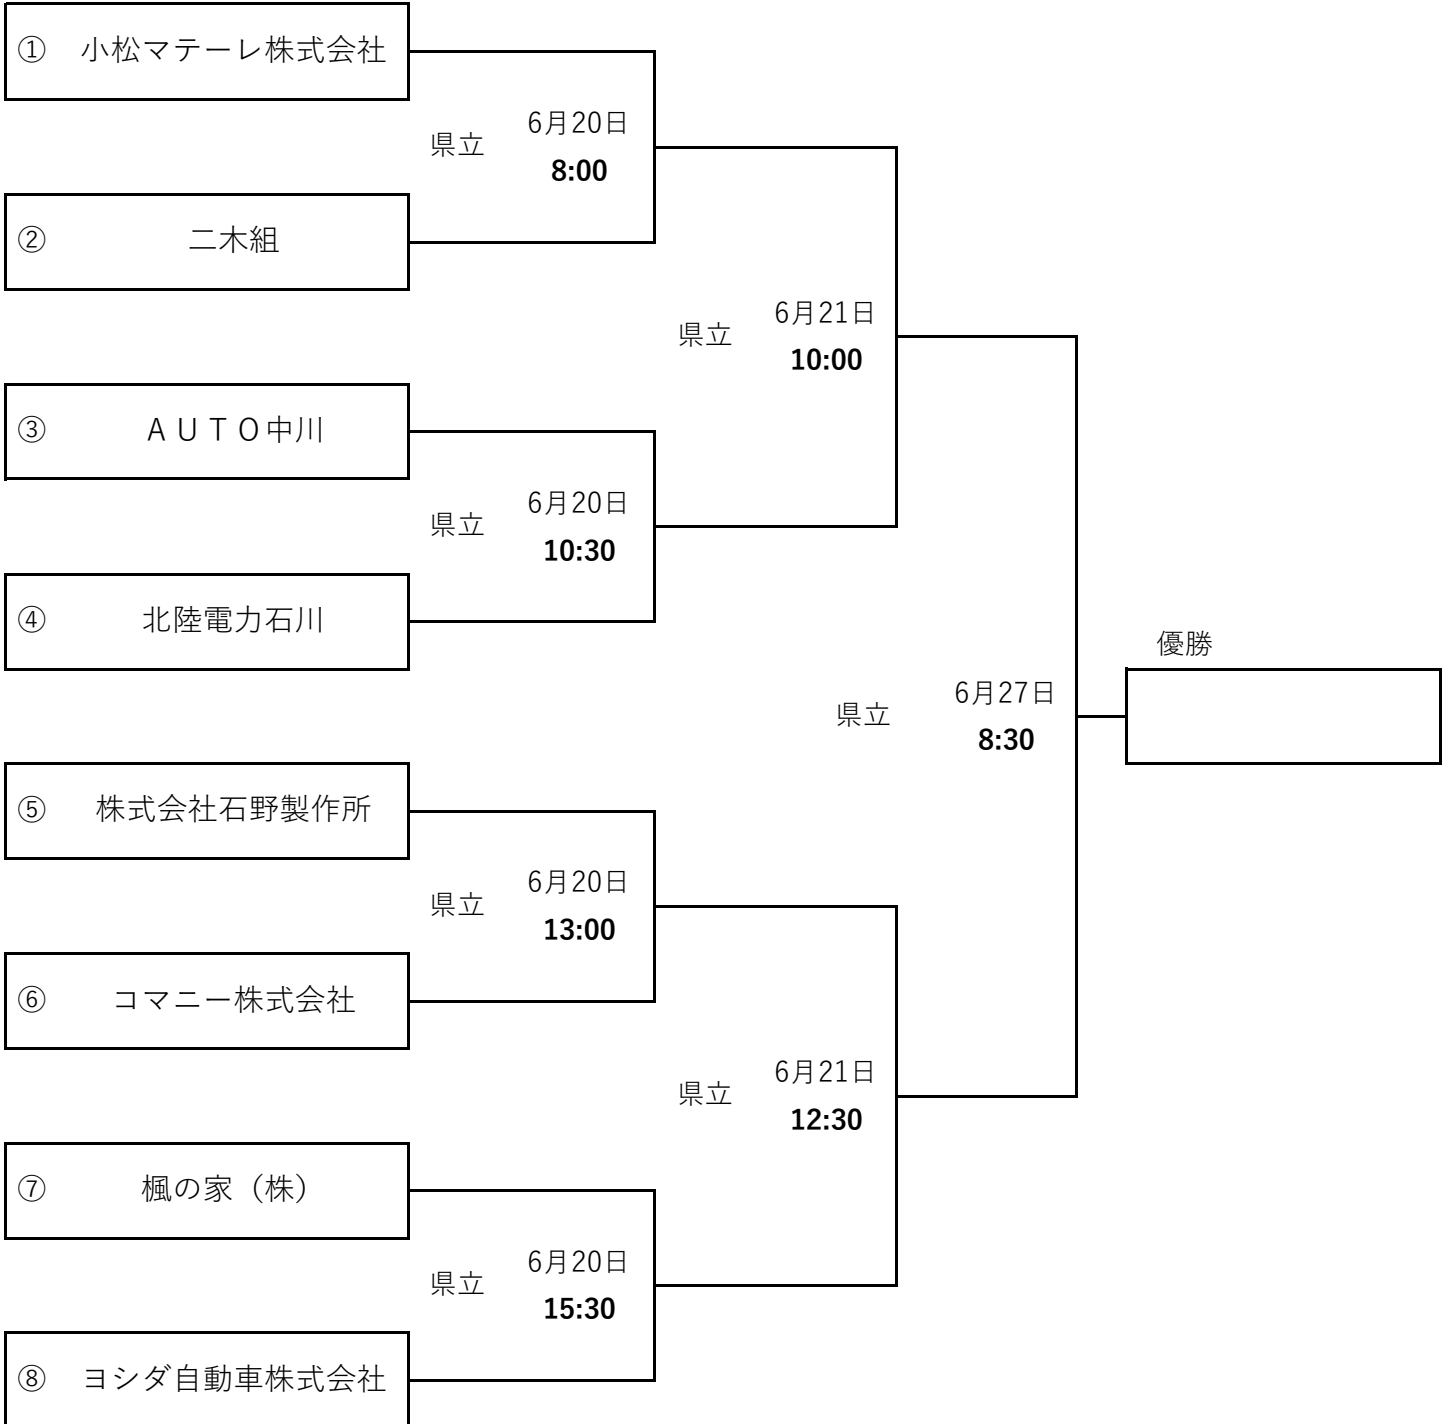 ① 小松マテーレ株式会社
県立 6月20日
8:00
② 二木組
県立 6月21日
10:00
③ ＡＵＴＯ中川
県立 6月20日
10:30
④ 北陸電力石川
優勝
県立 6月27日
8:30
⑤ 株式会社石野製作所
県立 6月20日
13:00
⑥ コマニー株式会社
県立 6月21日
12:30
⑦ 楓の家（株）
県立 6月20日
15:30
⑧ ヨシダ自動車株式会社